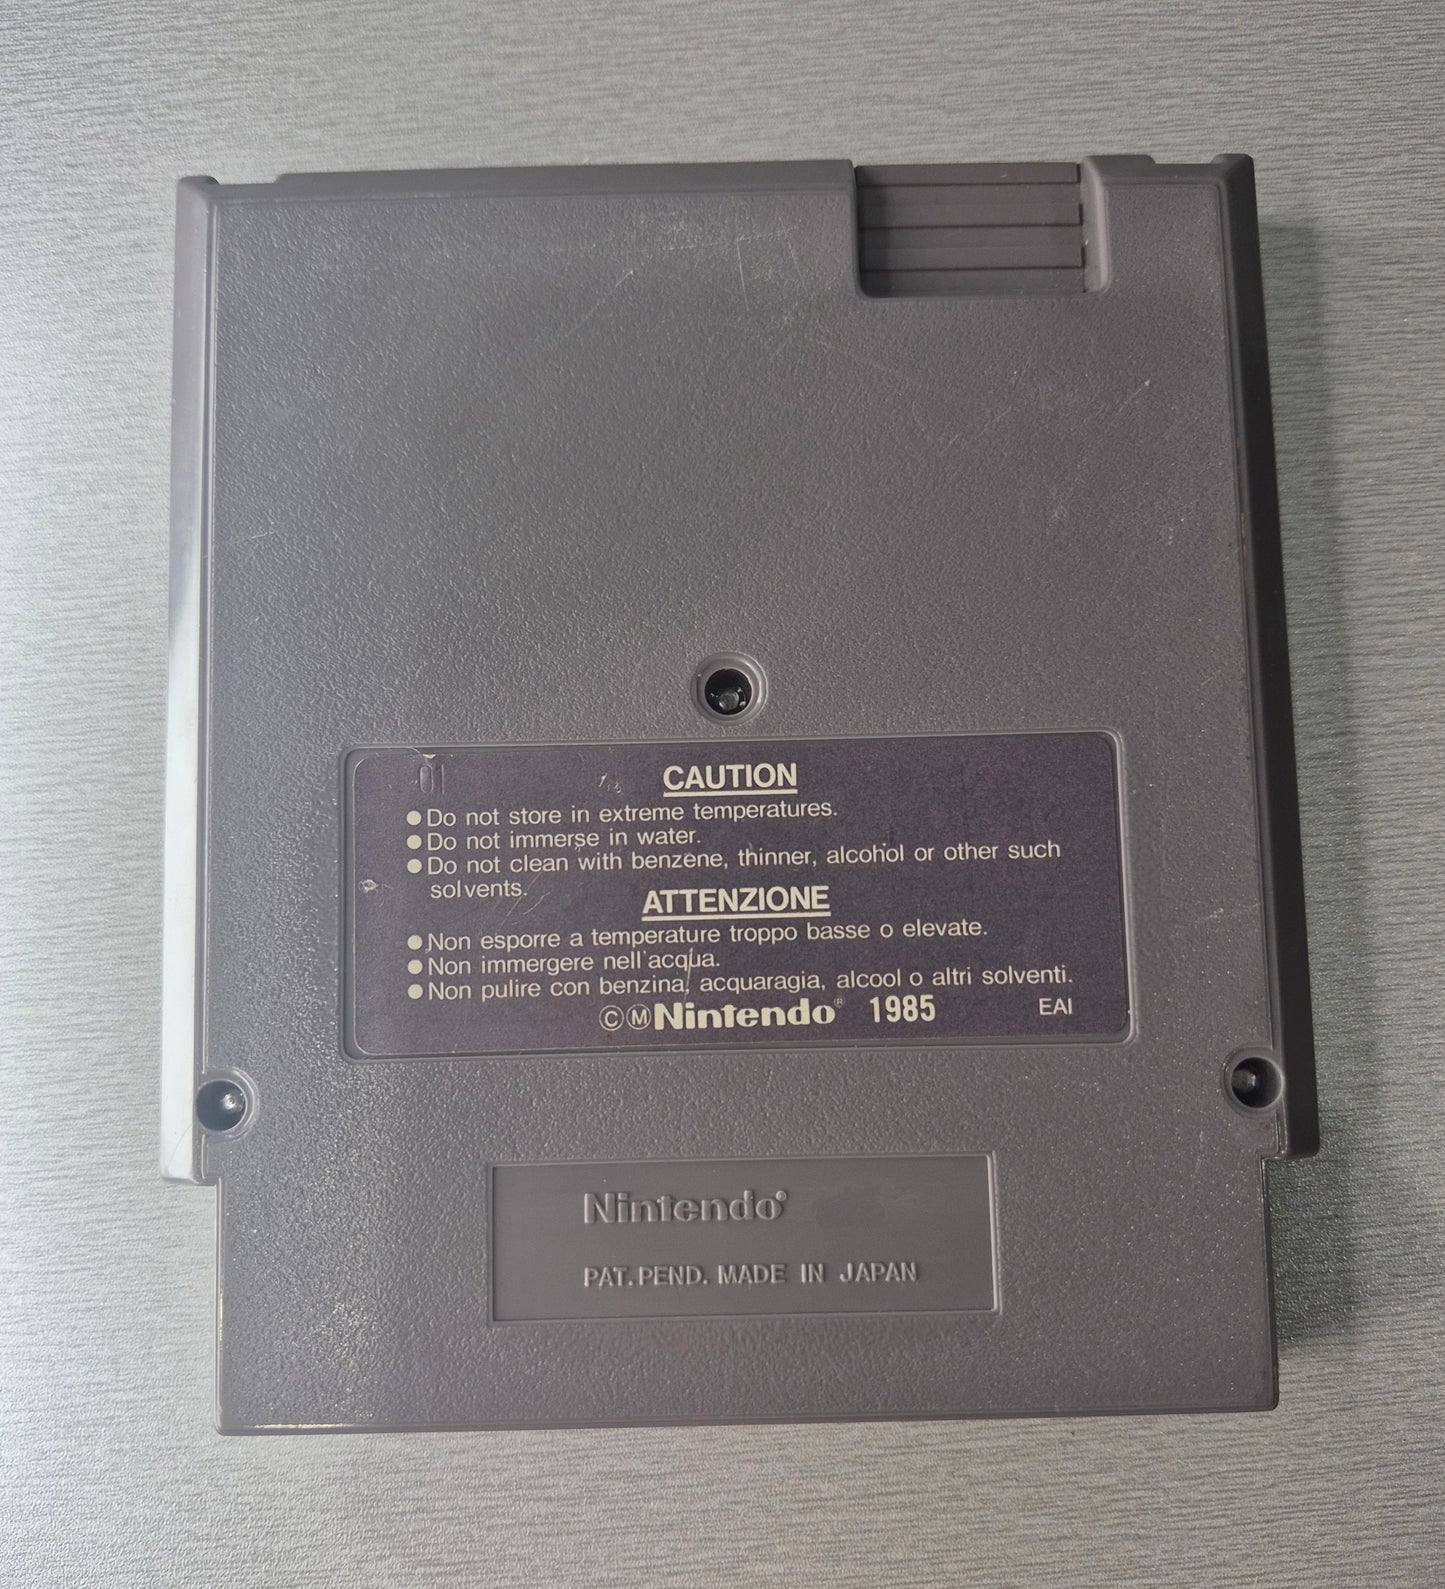 01
CAUTION
●Do not store in extreme temperatures.
●Do not immerse in water.
●Do not clean with benzene, thinner, alcohol or other such
solvents.
ATTENZIONE
●Non esporre a temperature troppo basse o elevate.
●Non immergere nell'acqua.
●Non pulire con benzina, acquaragia, alcool o altri solventi.
©ⓂNintendo® 1985 EAI
Nintendo®
PAT. PEND. MADE IN JAPAN